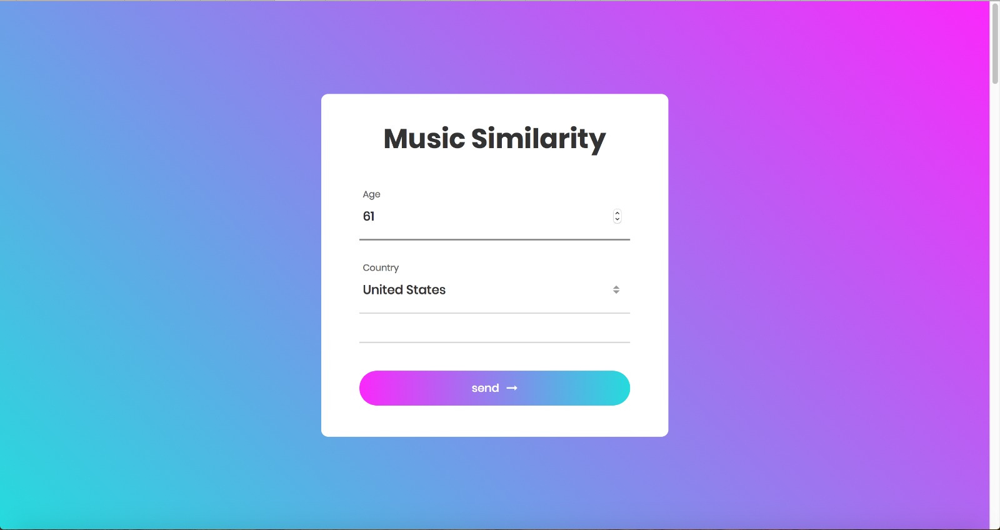 Music Similarity
Age
61
Country
United States
send →